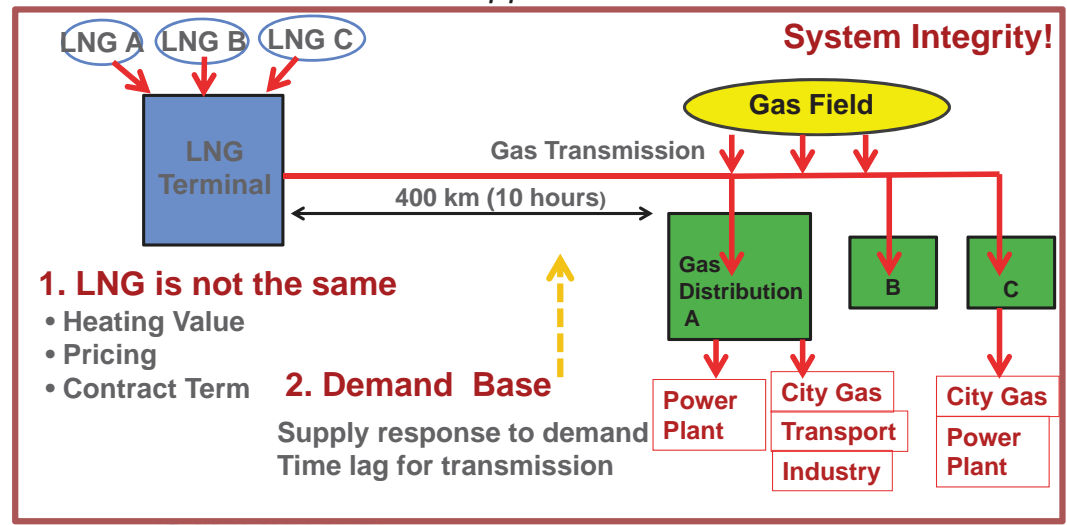 System Integrity!
LNG A
LNG B
LNG C
Gas Field
LNG
Terminal
Gas Transmission
400 km (10 hours)
Gas
Distribution
A
B
C
1. LNG is not the same
• Heating Value
• Pricing
• Contract Term
2. Demand Base
Supply response to demand
Time lag for transmission
Power
Plant
City Gas
Transport
Industry
City Gas
Power
Plant